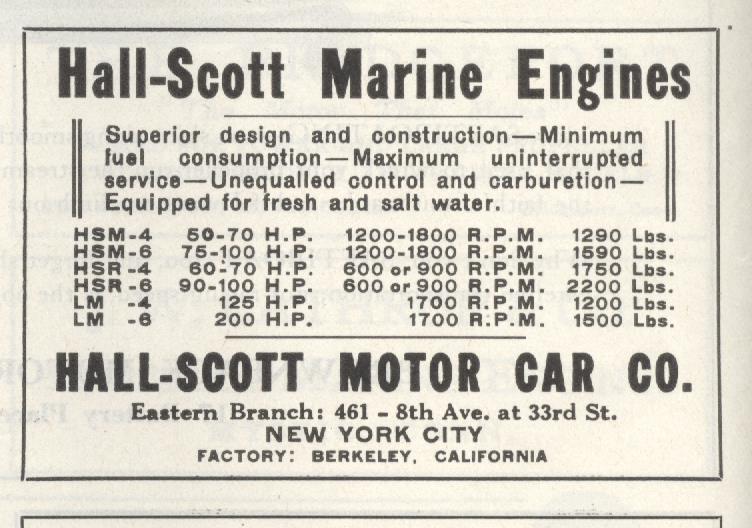 Hall-Scott Marine Engines
Superior design and construction—Minimum
fuel consumption—Maximum uninterrupted
service—Unequalled control and carburetion—
Equipped for fresh and salt water.
HSM-4 50-70 H.P. 1200-1800 R.P.M. 1290 Lbs.
HSM-6 75-100 H.P. 1200-1800 R.P.M. 1590 Lbs.
HSR-4 60-70 H.P. 600 or 900 R.P.M. 1750 Lbs.
HSR-6 90-100 H.P. 600 or 900 R.P.M. 2200 Lbs.
LM -4 125 H.P. 1700 R.P.M. 1200 Lbs.
LM -6 200 H.P. 1700 R.P.M. 1500 Lbs.
HALL-SCOTT MOTOR CAR CO.
Eastern Branch: 461 - 8th Ave. at 33rd St.
NEW YORK CITY
FACTORY: BERKELEY, CALIFORNIA